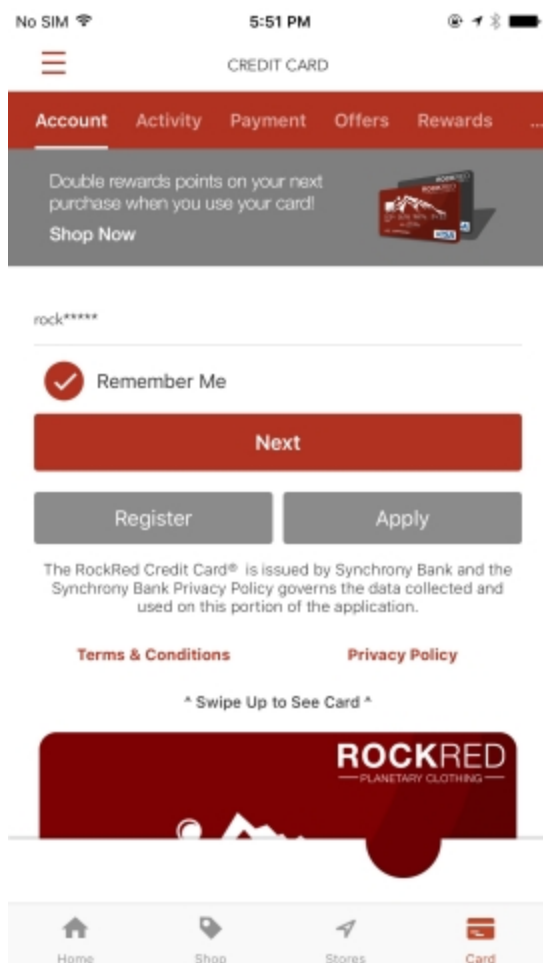 No SIM 5:51 PM
CREDIT CARD
Account Activity Payment Offers Rewards ...
Double rewards points on your next
purchase when you use your card!
Shop Now
ROCKRED
VISA
rock*****
Remember Me
Next
Register Apply
The RockRed Credit Card® is issued by Synchrony Bank and the
Synchrony Bank Privacy Policy governs the data collected and
used on this portion of the application.
Terms & Conditions Privacy Policy
^ Swipe Up to See Card ^
ROCKRED
PLANETARY CLOTHING
Home Shop Stores Card